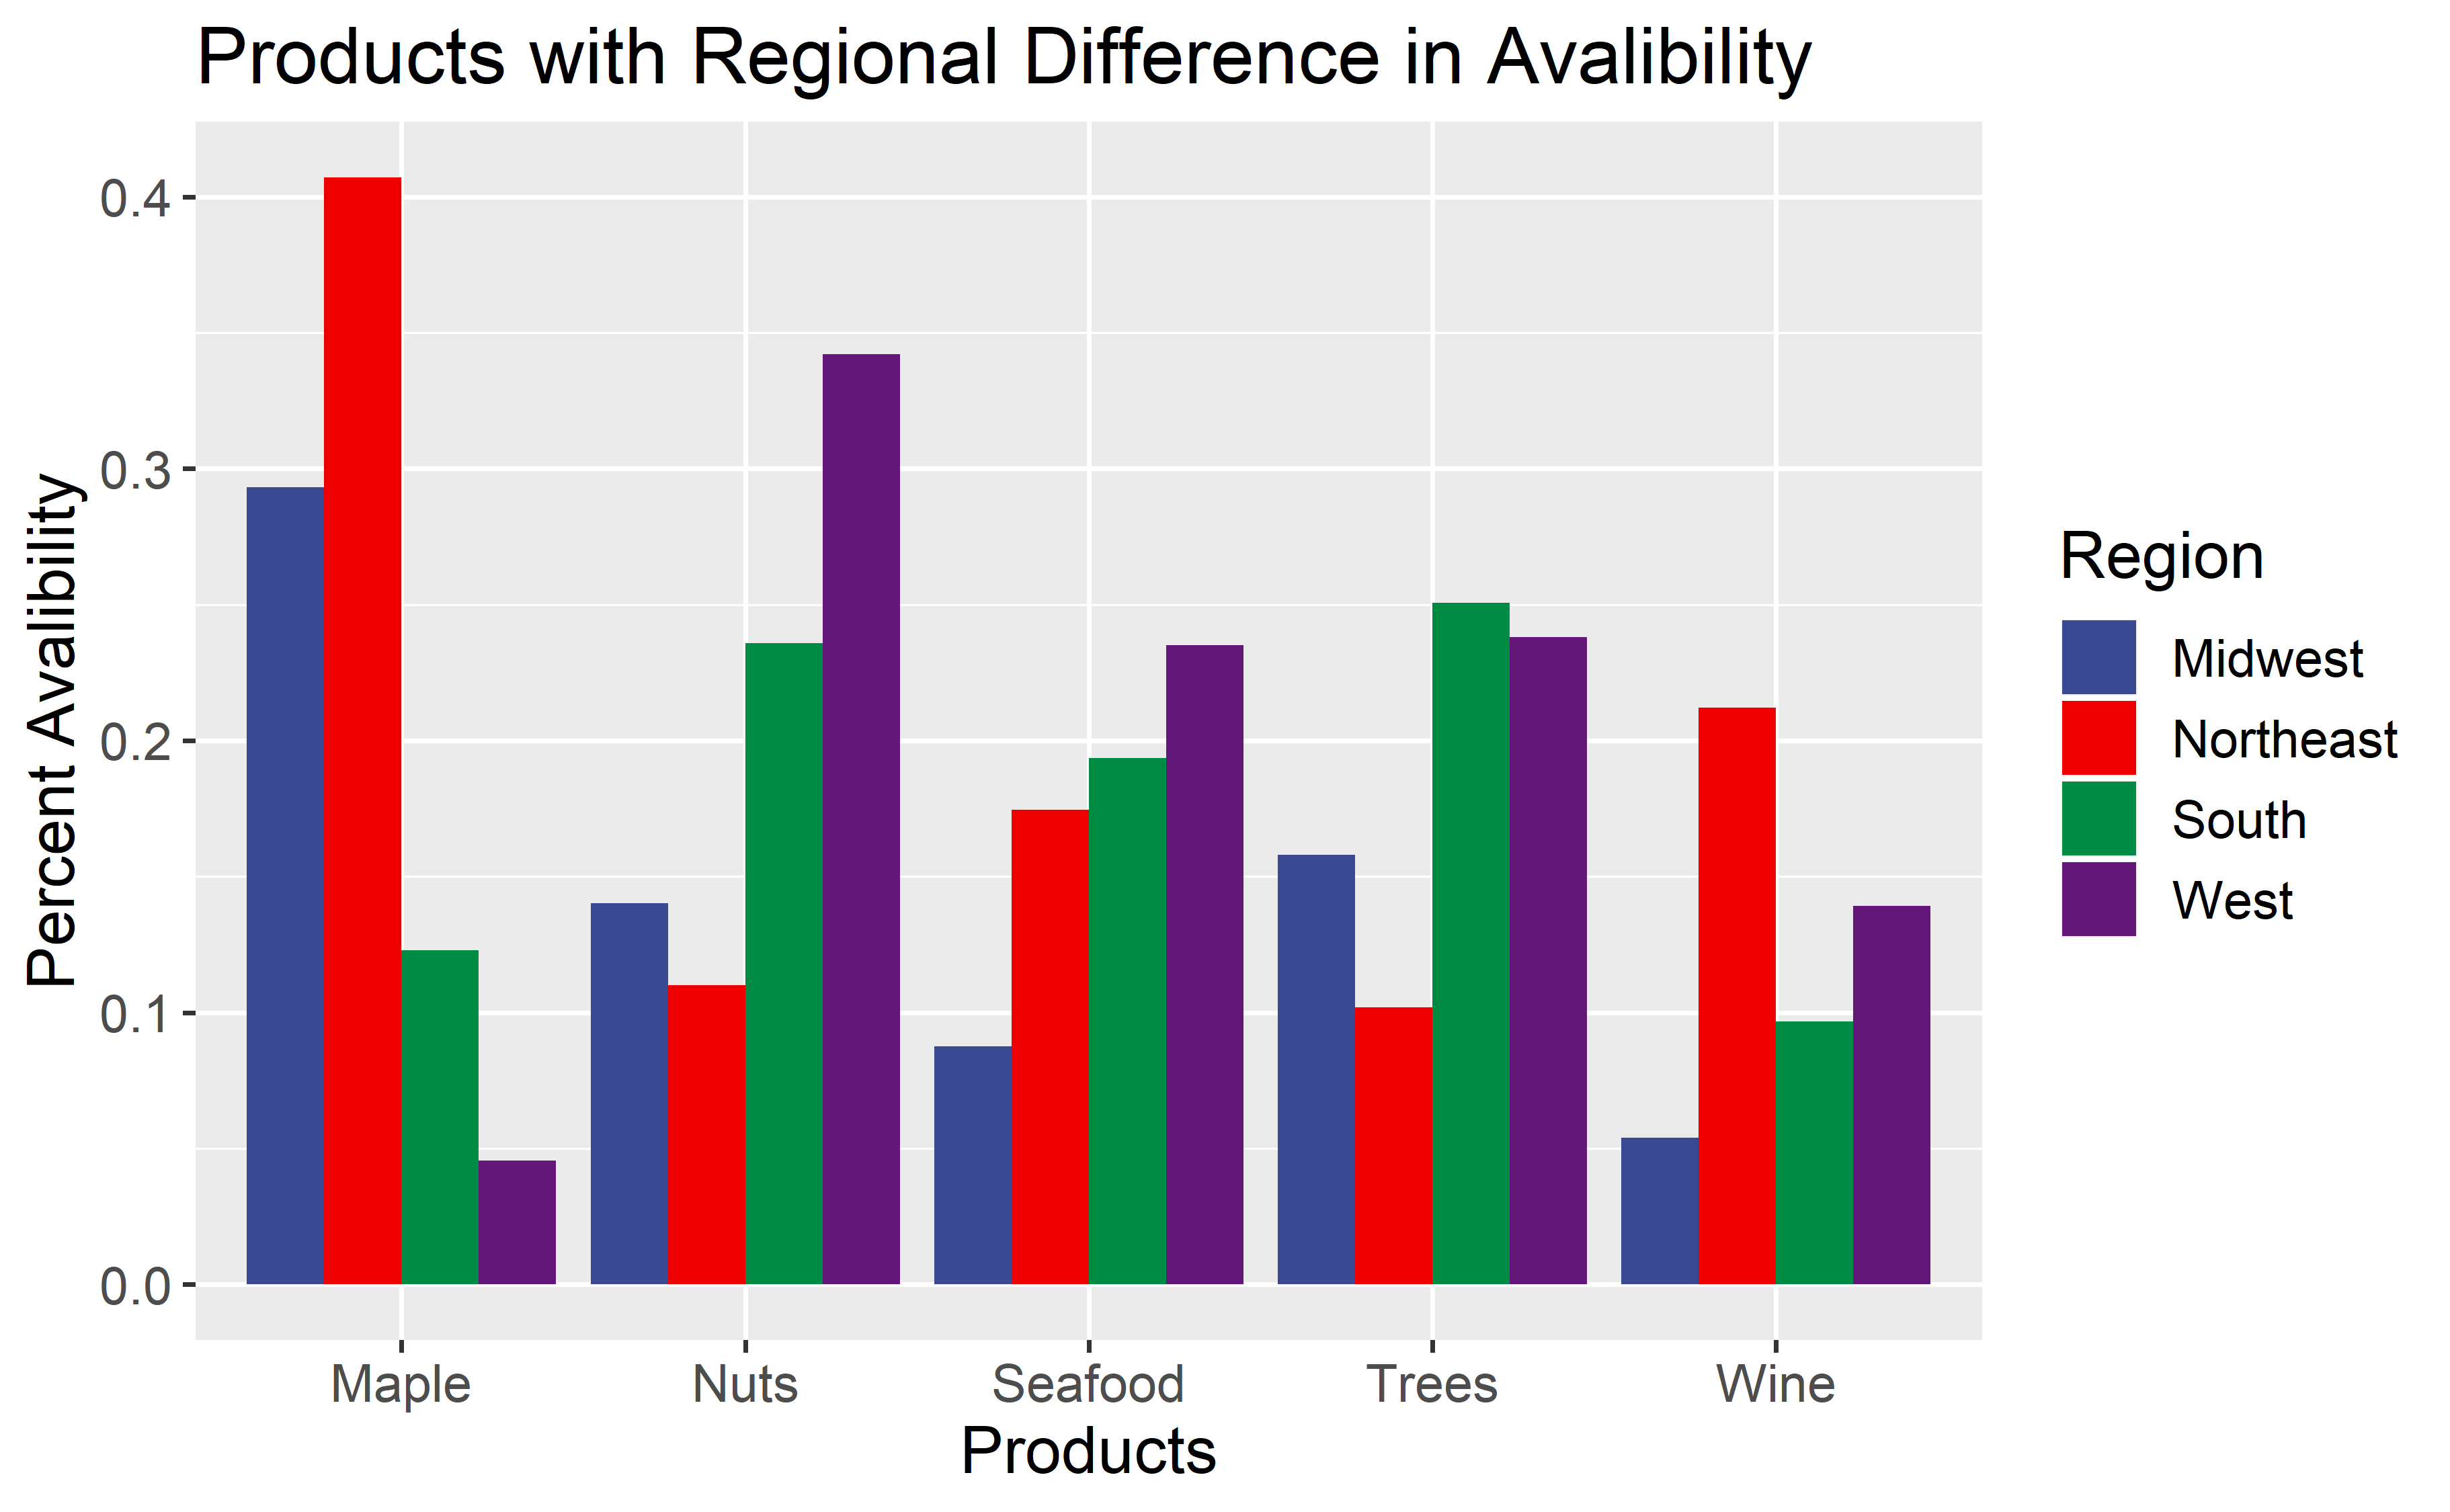 Products with Regional Difference in Avalibility
Percent Avalibility
0.4
0.3
0.2
0.1
0.0
Maple Nuts Seafood Trees Wine
Products
Region
Midwest
Northeast
South
West